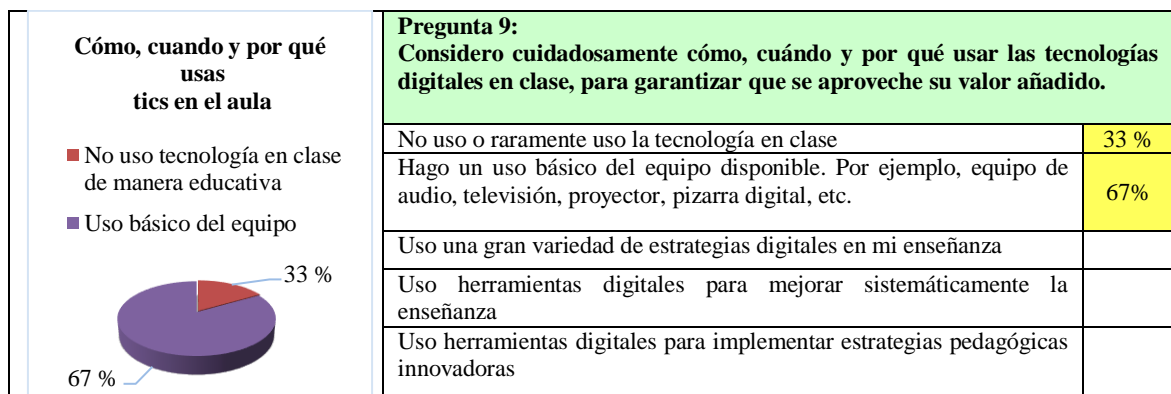 Cómo, cuando y por qué
usas
tics en el aula
No uso tecnología en clase
de manera educativa
Uso básico del equipo
33 %
67 %
Pregunta 9:
Considero cuidadosamente cómo, cuándo y por qué usar las tecnologías
digitales en clase, para garantizar que se aproveche su valor añadido.
No uso o raramente uso la tecnología en clase
33 %
Hago un uso básico del equipo disponible. Por ejemplo, equipo de
audio, televisión, proyector, pizarra digital, etc.
67%
Uso una gran variedad de estrategias digitales en mi enseñanza
Uso herramientas digitales para mejorar sistemáticamente la
enseñanza
Uso herramientas digitales para implementar estrategias pedagógicas
innovadoras